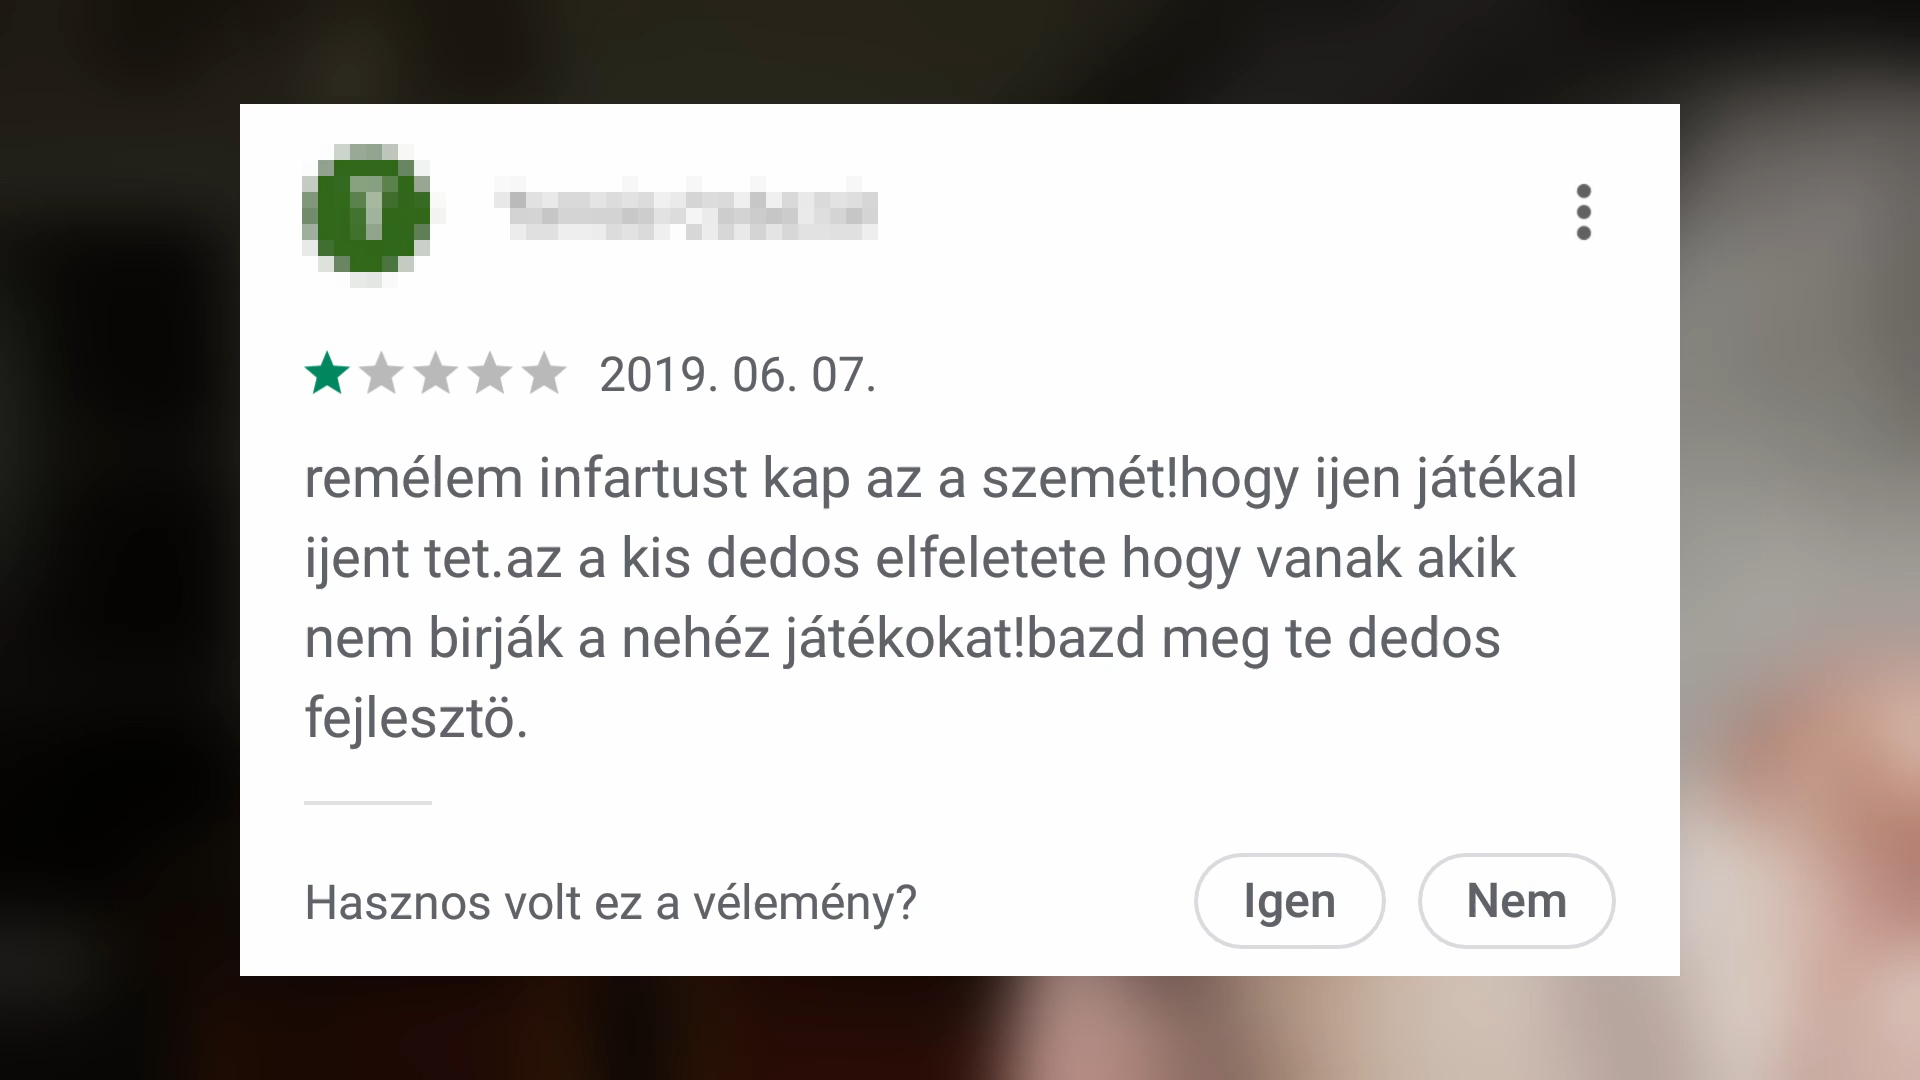 T
2019. 06. 07.
remélem infartust kap az a szemét!hogy ijen játékal
ijent tet.az a kis dedos elfeletete hogy vanak akik
nem birják a nehéz játékokat!bazd meg te dedos
fejlesztö.
Hasznos volt ez a vélemény?
Igen
Nem